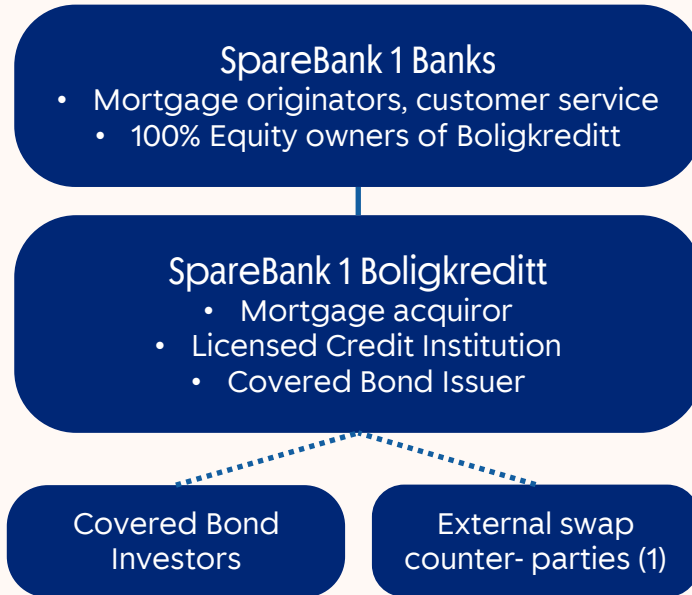 SpareBank 1 Banks
• Mortgage originators, customer service
• 100% Equity owners of Boligkreditt
SpareBank 1 Boligkreditt
• Mortgage acquiror
• Licensed Credit Institution
• Covered Bond Issuer
Covered Bond
Investors
External swap
counter- parties (1)